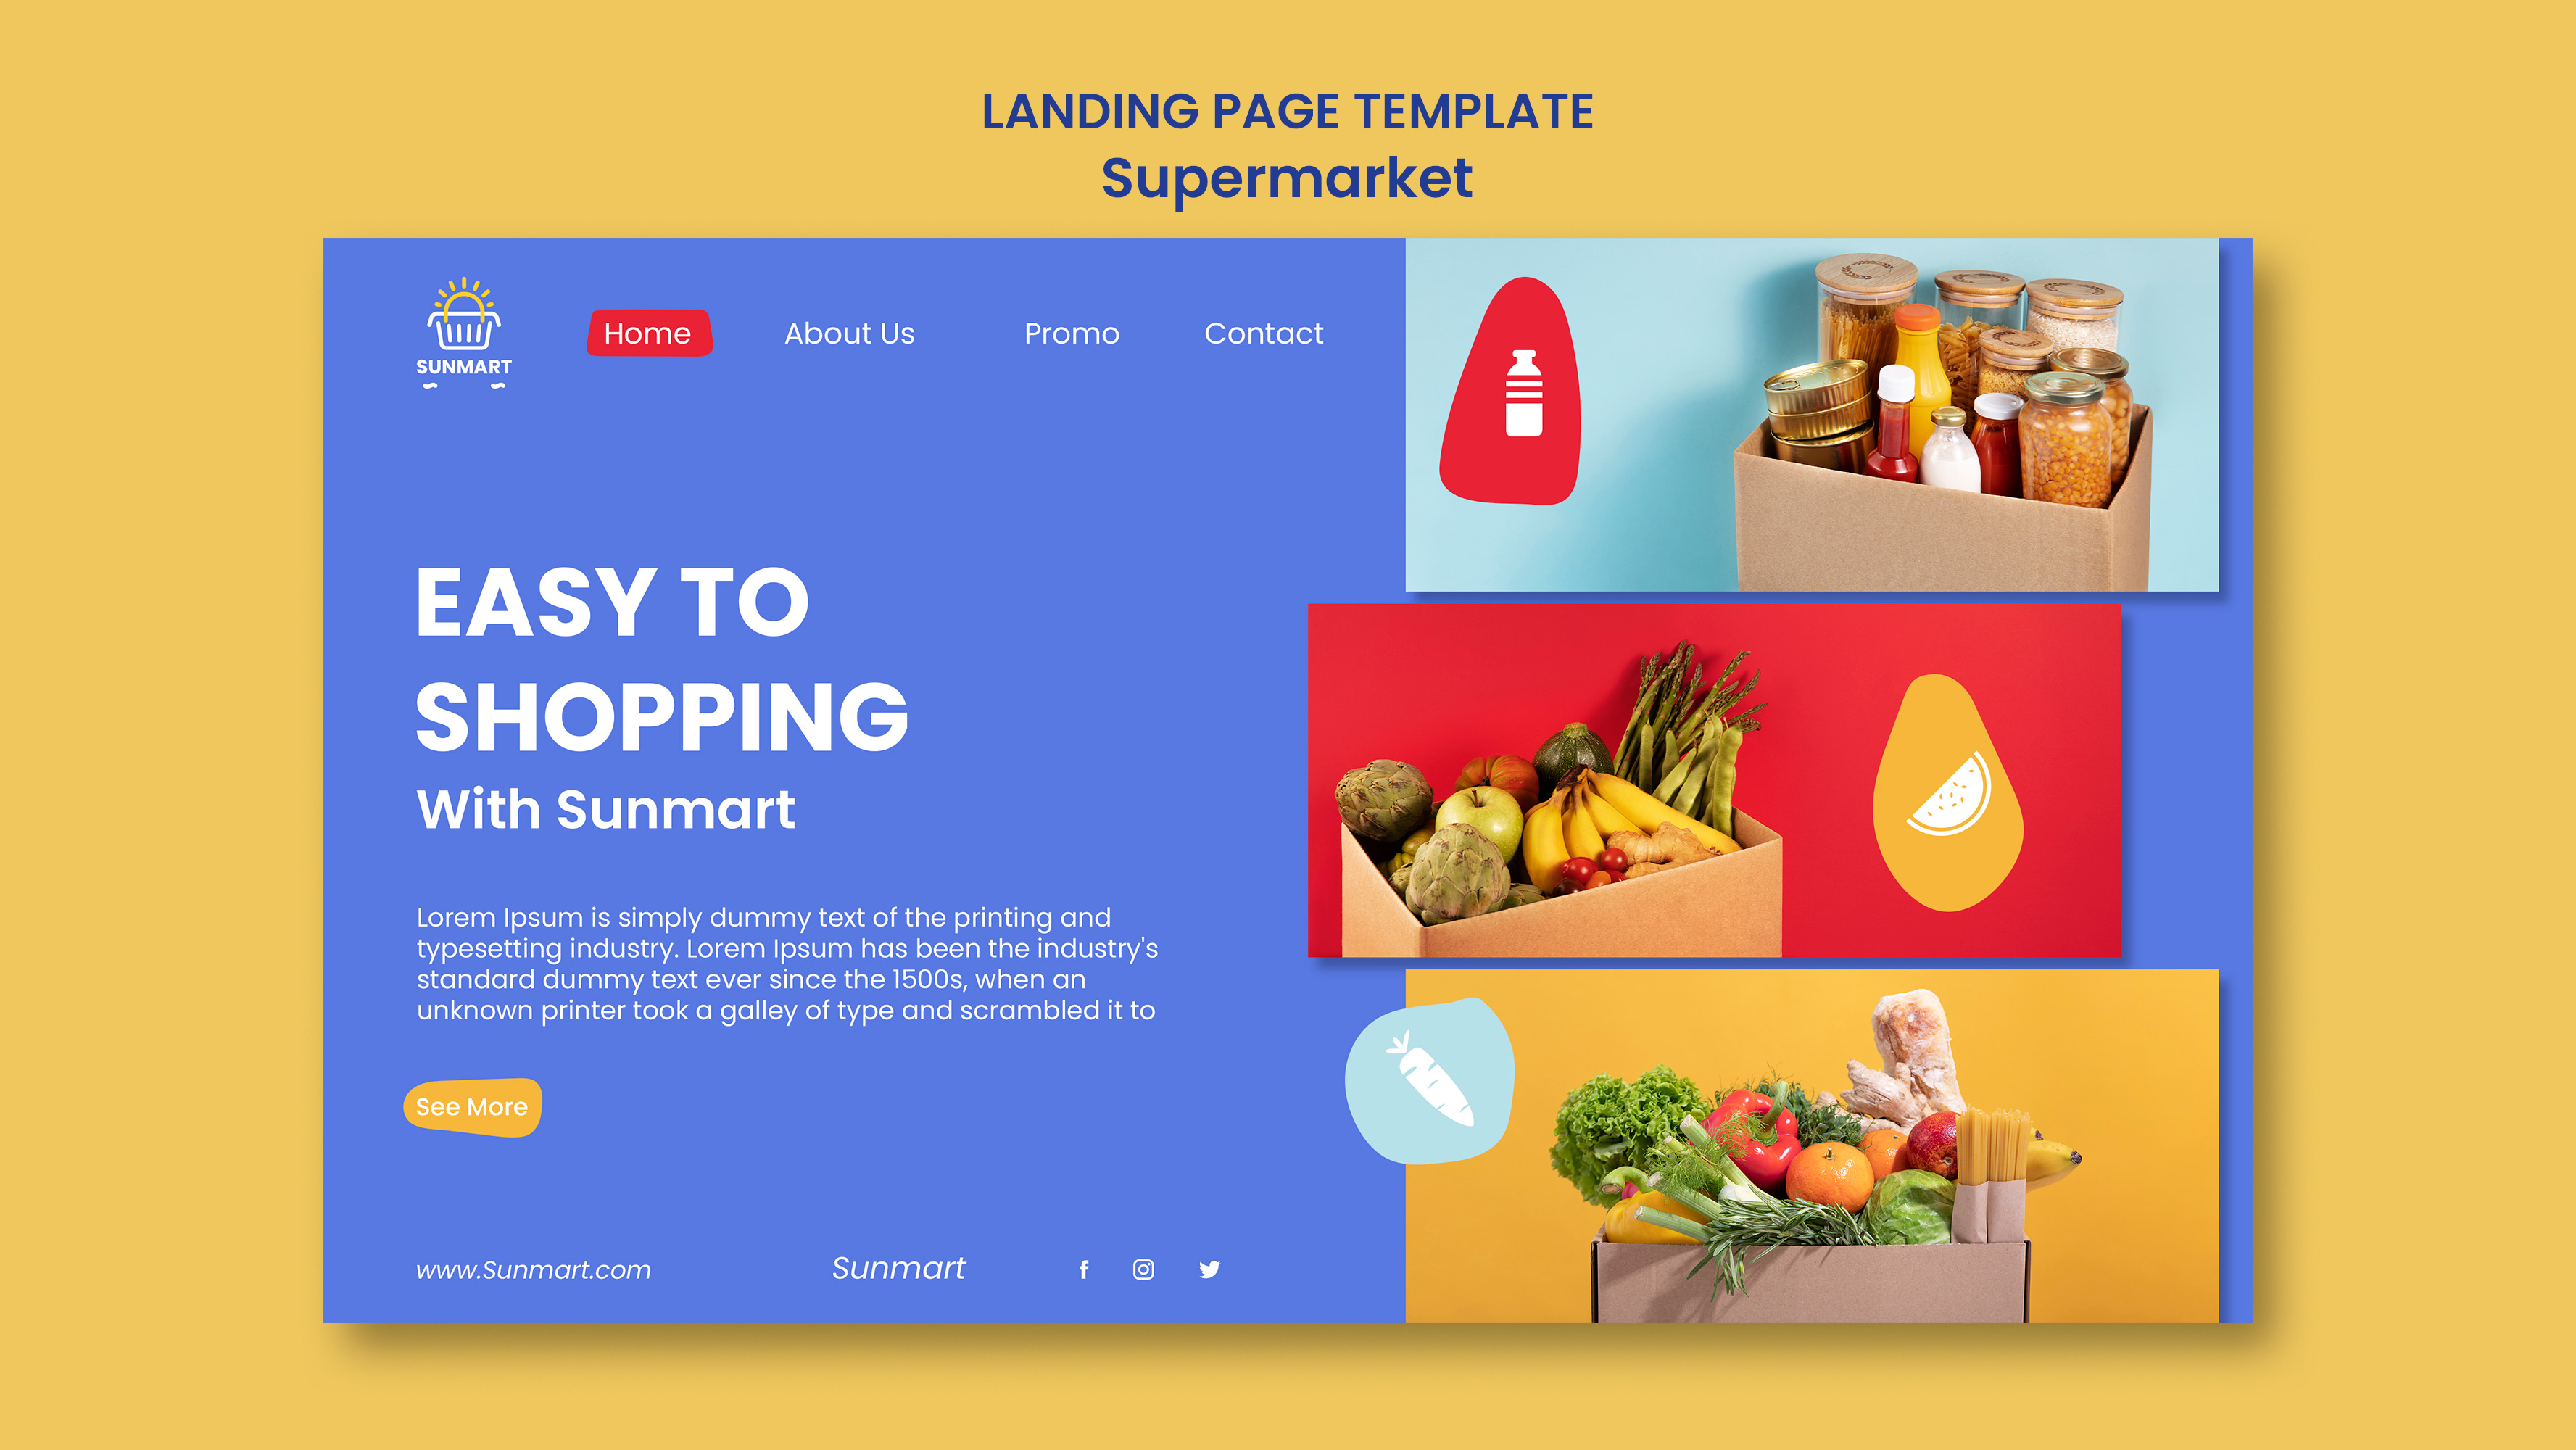 LANDING PAGE TEMPLATE
Supermarket
SUNMART
Home
About Us
Promo
Contact
EASY TO
SHOPPING
With Sunmart
Lorem Ipsum is simply dummy text of the printing and
typesetting industry. Lorem Ipsum has been the industry's
standard dummy text ever since the 1500s, when an
unknown printer took a galley of type and scrambled it to
See More
www.Sunmart.com
Sunmart